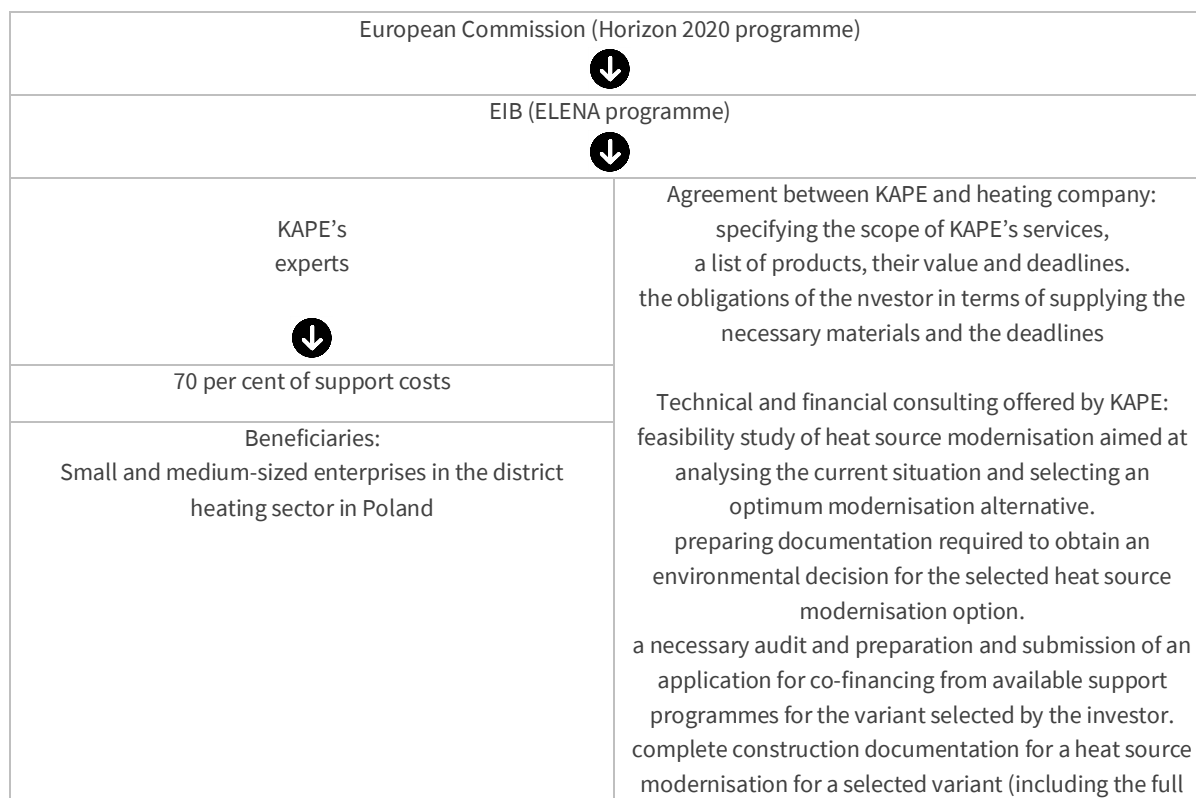 European Commission (Horizon 2020 programme)
EIB (ELENA programme)
KAPE’s
experts
70 per cent of support costs
Beneficiaries:
Small and medium-sized enterprises in the district
heating sector in Poland
Agreement between KAPE and heating company:
specifying the scope of KAPE’s services,
a list of products, their value and deadlines.
the obligations of the nvestor in terms of supplying the
necessary materials and the deadlines
Technical and financial consulting offered by KAPE:
feasibility study of heat source modernisation aimed at
analysing the current situation and selecting an
optimum modernisation alternative.
preparing documentation required to obtain an
environmental decision for the selected heat source
modernisation option.
a necessary audit and preparation and submission of an
application for co-financing from available support
programmes for the variant selected by the investor.
complete construction documentation for a heat source
modernisation for a selected variant (including the full